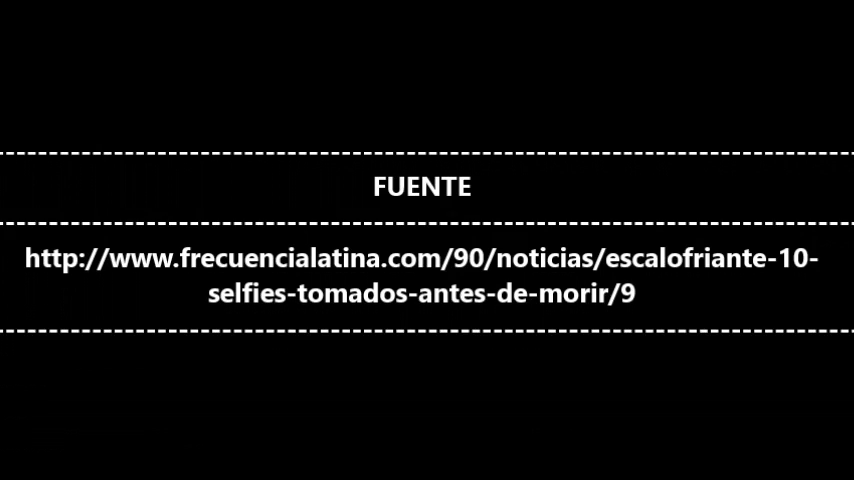 FUENTE
http://www.frecuencialatina.com/90/noticias/escalofriante-10-
selfies-tomados-antes-de-morir/9